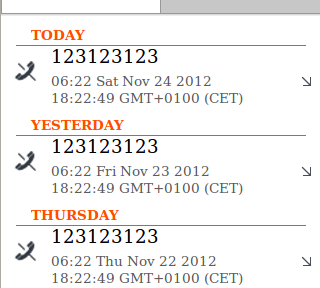 TODAY
123123123
06:22 Sat Nov 24 2012
18:22:49 GMT+0100 (CET)
YESTERDAY
123123123
06:22 Fri Nov 23 2012
18:22:49 GMT+0100 (CET)
THURSDAY
123123123
06:22 Thu Nov 22 2012
18:22:49 GMT+0100 (CET)